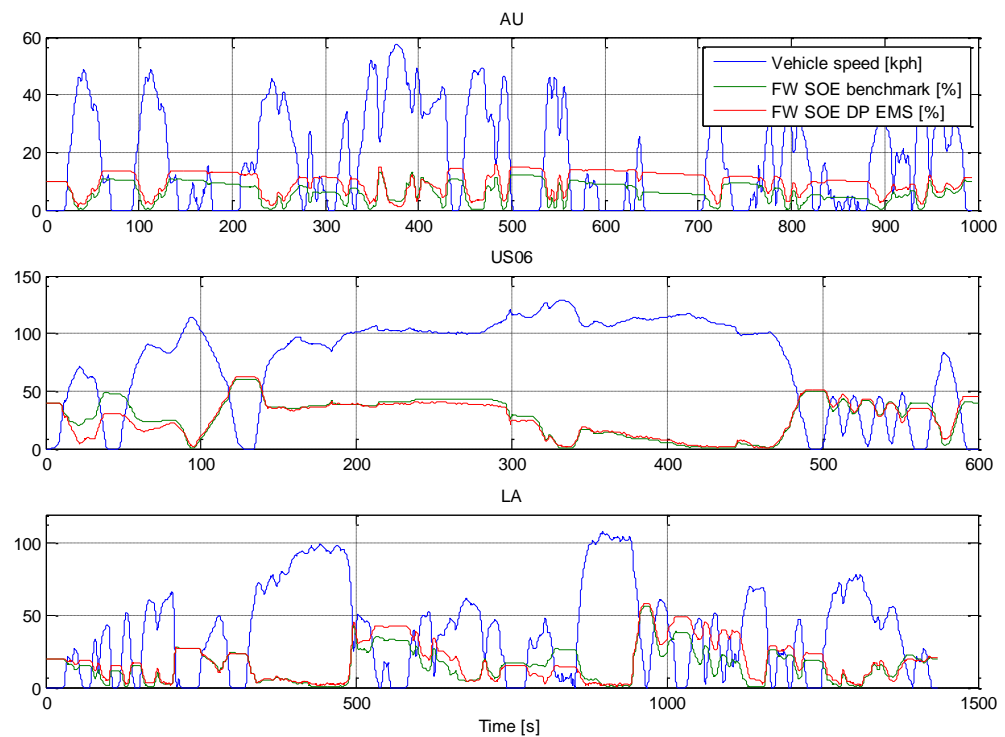 AU
60
40
20
0
Vehicle speed [kph]
FW SOE benchmark [%]
FW SOE DP EMS [%]
0 100 200 300 400 500 600 700 800 900 1000
US06
150
100
50
0
0 100 200 300 400 500 600
LA
100
50
0
0 500 1000 1500
Time [s]